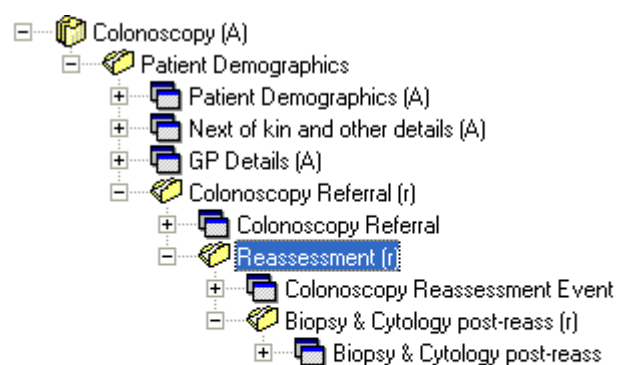 Colonoscopy (A)
Patient Demographics
Patient Demographics (A)
Next of kin and other details (A)
GP Details (A)
Colonoscopy Referral (r)
Colonoscopy Referral
Reassessment (r)
Colonoscopy Reassessment Event
Biopsy & Cytology post-reass (r)
Biopsy & Cytology post-reass